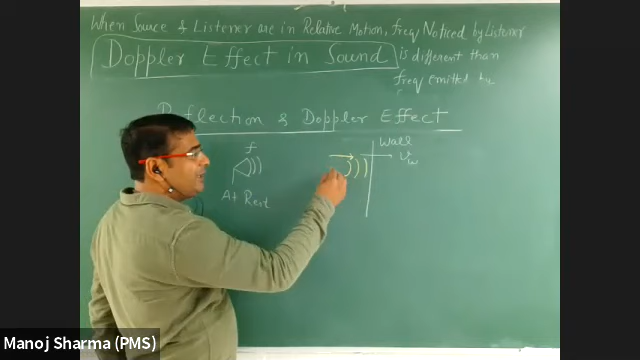 When Source & Listener are in Relative Motion, freq Noticed by Listener
Doppler Effect in Sound is different than
freq emitted by
Reflection & Doppler Effect
f
Wall
Vw
At Rest
Manoj Sharma (PMS)